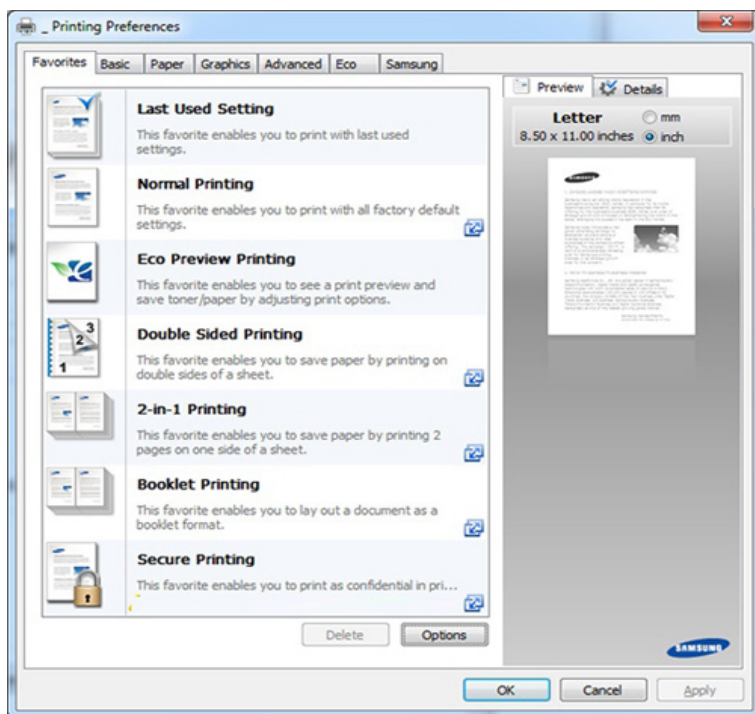 _ Printing Preferences
Favorites Basic Paper Graphics Advanced Eco Samsung
Last Used Setting
This favorite enables you to print with last used
settings.
Normal Printing
This favorite enables you to print with all factory default
settings.
Eco Preview Printing
This favorite enables you to see a print preview and
save toner/paper by adjusting print options.
3
2
1
Double Sided Printing
This favorite enables you to save paper by printing on
double sides of a sheet.
2-in-1 Printing
This favorite enables you to save paper by printing 2
pages on one side of a sheet.
Booklet Printing
This favorite enables you to lay out a document as a
booklet format.
Secure Printing
This favorite enables you to print as confidential in pri...
Delete Options
Preview Details
Letter mm
8.50 x 11.00 inches inch
SAMSUNG
SAMSUNG
OK Cancel Apply